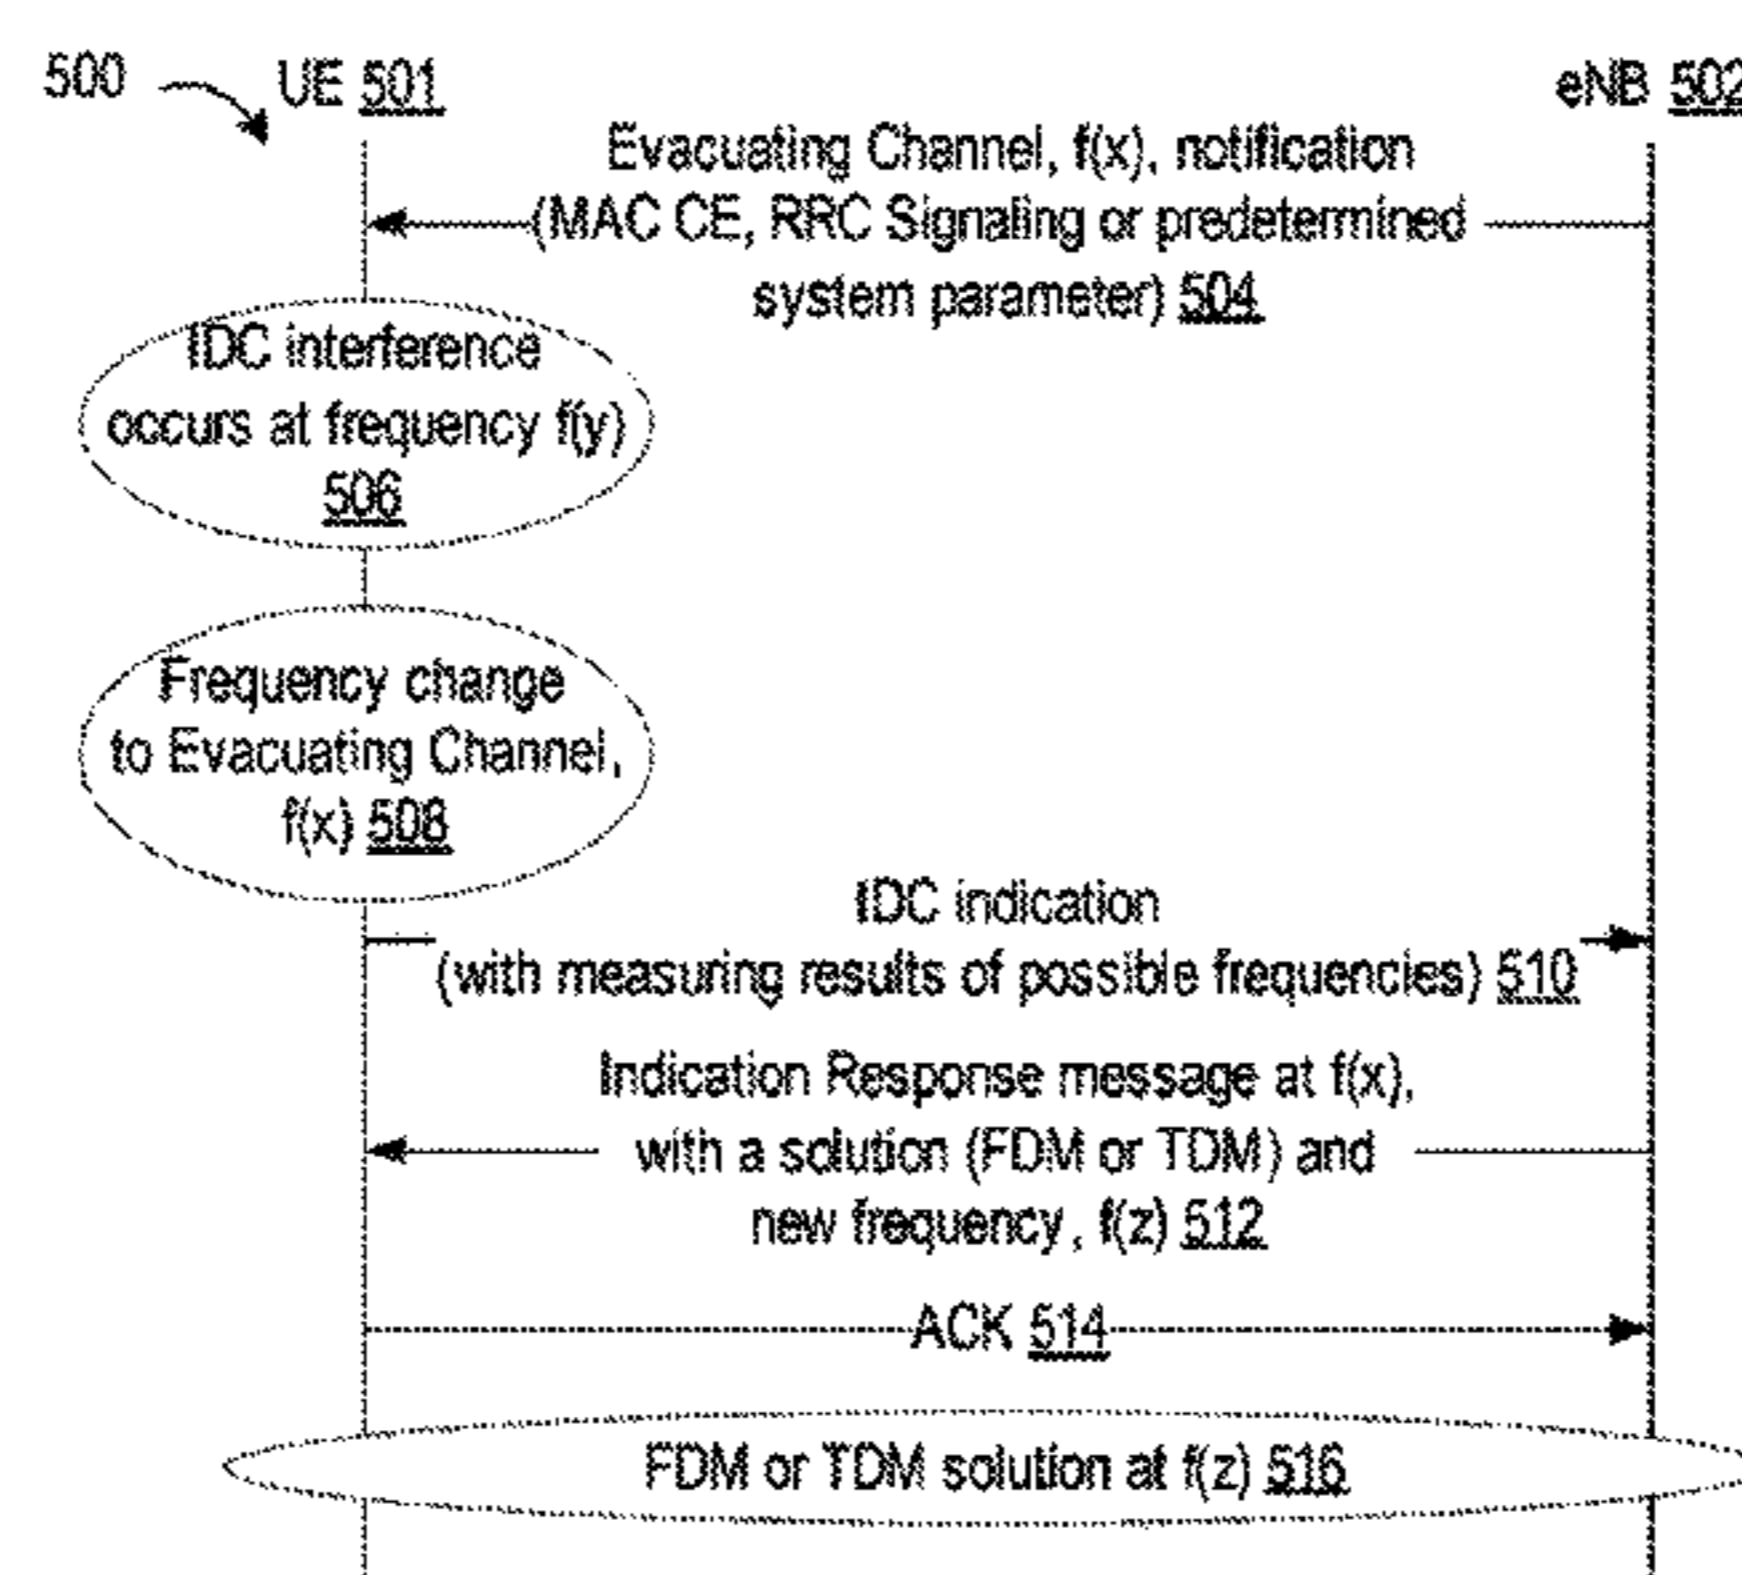 500 UE 501 eNB 502
Evacuating Channel, f(x), notification
(MAC CE, RRC Signaling or predetermined
system parameter) 504
IDC interference
occurs at frequency f(y)
506
Frequency change
to Evacuating Channel,
f(x) 508
IDC indication
(with measuring results of possible frequencies) 510
Indication Response message at f(x),
with a solution (FDM or TDM) and
new frequency, f(z) 512
ACK 514
FDM or TDM solution at f(z) 516